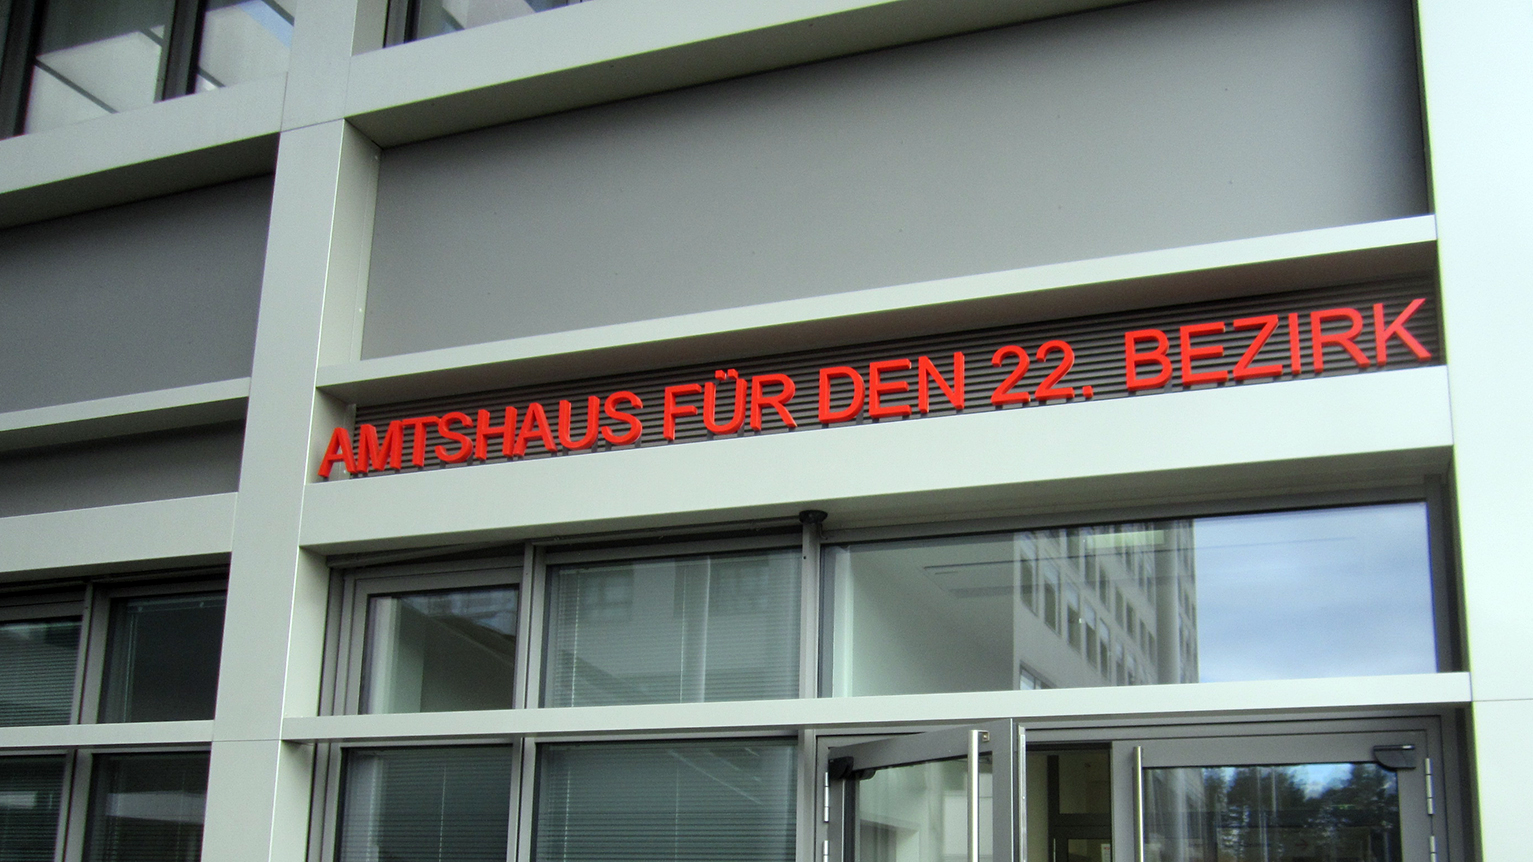 AMTSHAUS FÜR DEN 22. BEZIRK